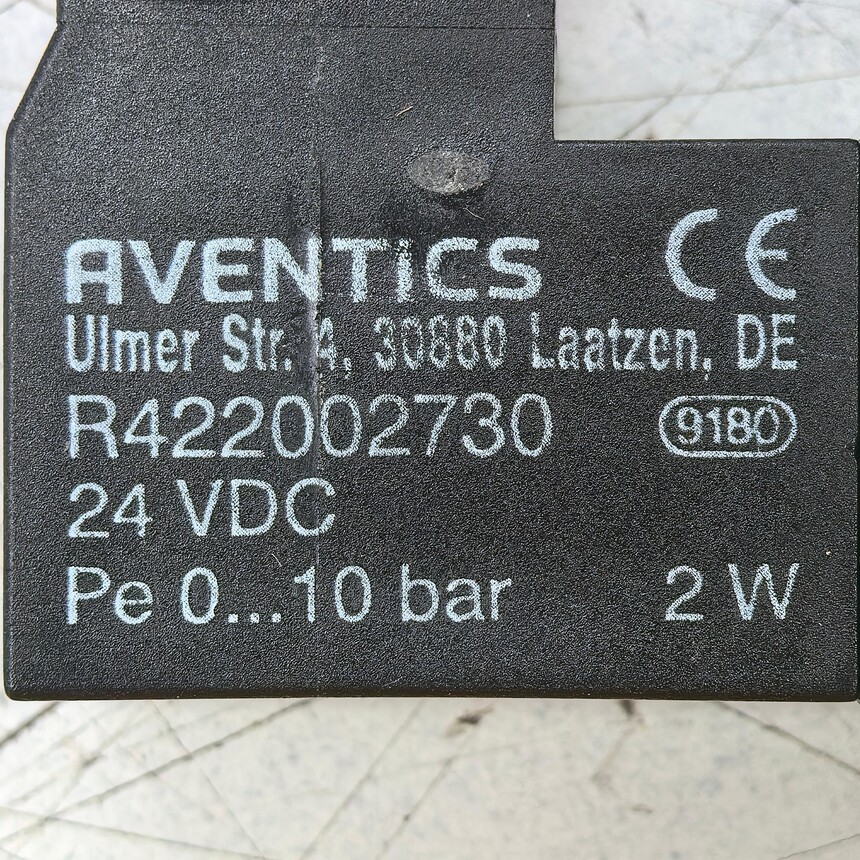 AVENTICS CE
Ulmer Str. 4, 30880 Laatzen, DE
R422002730 9180
24 VDC
Pe 0...10 bar 2 W